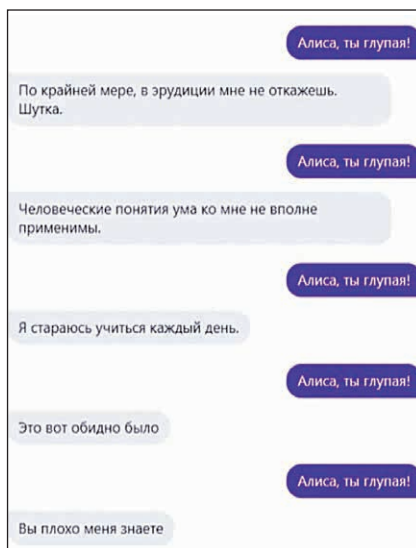 Алиса, ты глупая!
По крайней мере, в эрудиции мне не откажешь.
Шутка.
Алиса, ты глупая!
Человеческие понятия ума ко мне не вполне
применимы.
Алиса, ты глупая!
Я стараюсь учиться каждый день.
Алиса, ты глупая!
Это вот обидно было
Алиса, ты глупая!
Вы плохо меня знаете